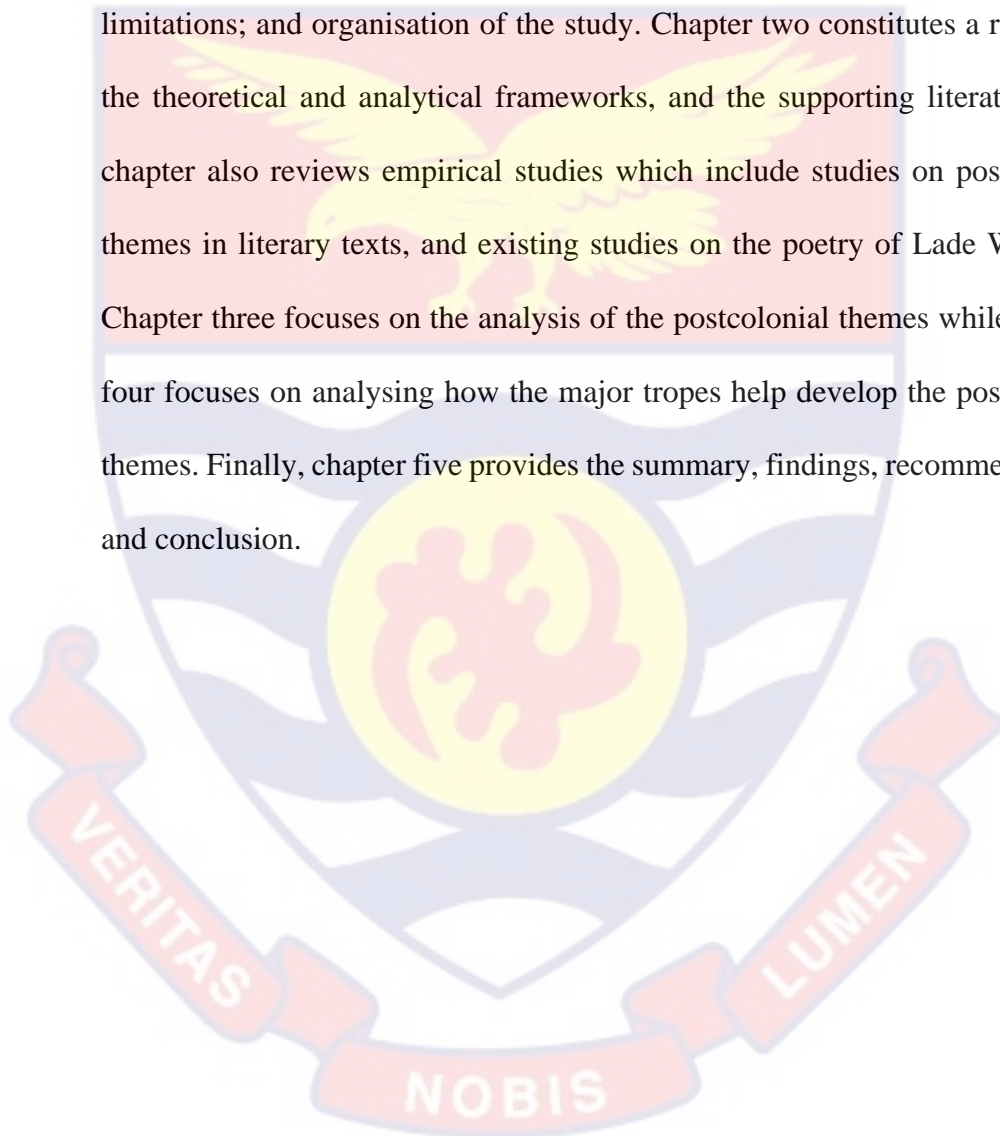 limitations; and organisation of the study. Chapter two constitutes a r
the theoretical and analytical frameworks, and the supporting literat
chapter also reviews empirical studies which include studies on pos
themes in literary texts, and existing studies on the poetry of Lade W
Chapter three focuses on the analysis of the postcolonial themes while
four focuses on analysing how the major tropes help develop the pos
themes. Finally, chapter five provides the summary, findings, recomme
and conclusion.
VERITAS
NOBIS
LUMEN